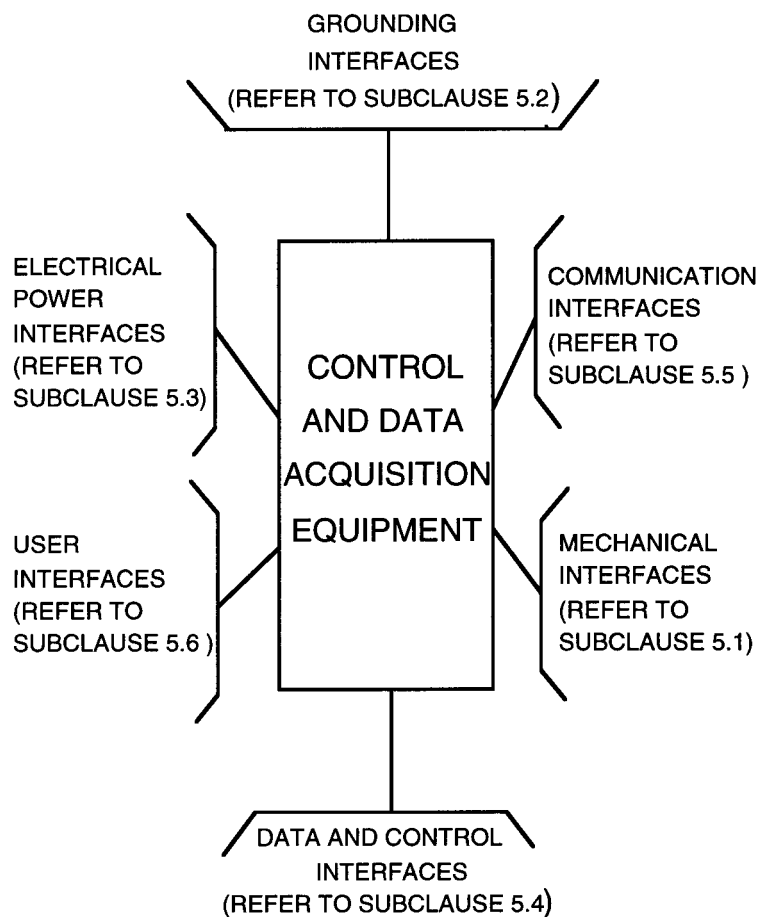 GROUNDING
INTERFACES
(REFER TO SUBCLAUSE 5.2)
ELECTRICAL
POWER
INTERFACES
(REFER TO
SUBCLAUSE 5.3)
COMMUNICATION
INTERFACES
(REFER TO
SUBCLAUSE 5.5 )
CONTROL
AND DATA
ACQUISITION
EQUIPMENT
USER
INTERFACES
(REFER TO
SUBCLAUSE 5.6 )
MECHANICAL
INTERFACES
(REFER TO
SUBCLAUSE 5.1)
DATA AND CONTROL
INTERFACES
(REFER TO SUBCLAUSE 5.4)